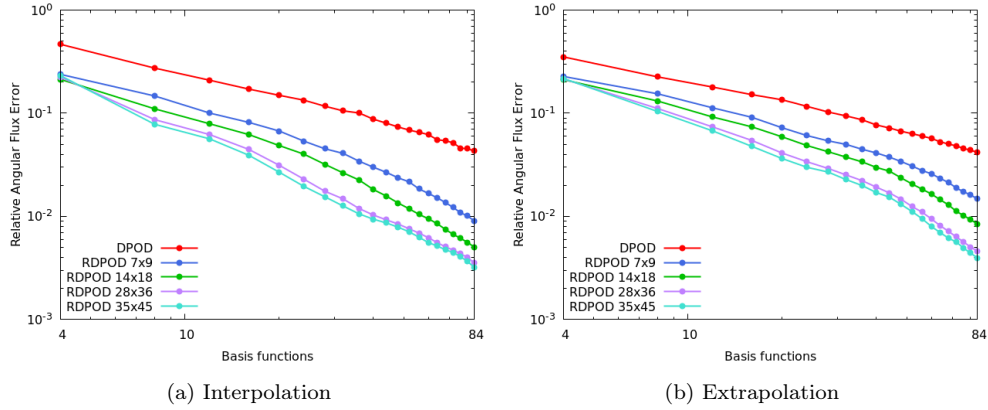 10^0
10^-1
10^-2
10^-3
Relative Angular Flux Error
DPOD
RDPOD 7x9
RDPOD 14x18
RDPOD 28x36
RDPOD 35x45
4
10
84
Basis functions
(a) Interpolation
10^0
10^-1
10^-2
10^-3
Relative Angular Flux Error
DPOD
RDPOD 7x9
RDPOD 14x18
RDPOD 28x36
RDPOD 35x45
4
10
84
Basis functions
(b) Extrapolation